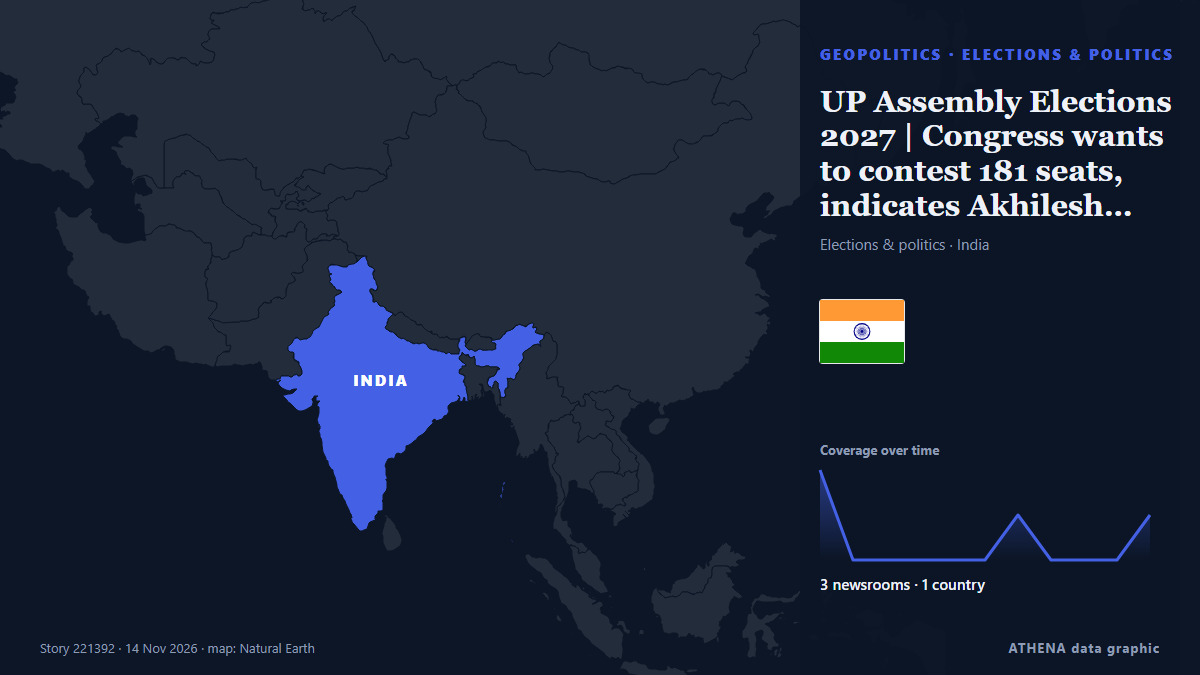 GEOPOLITICS · ELECTIONS & POLITICS
UP Assembly Elections
2027 | Congress wants
to contest 181 seats,
indicates Akhilesh...
Elections & politics · India
INDIA
Coverage over time
3 newsrooms · 1 country
Story 221392 · 14 Nov 2026 · map: Natural Earth
ATHENA data graphic